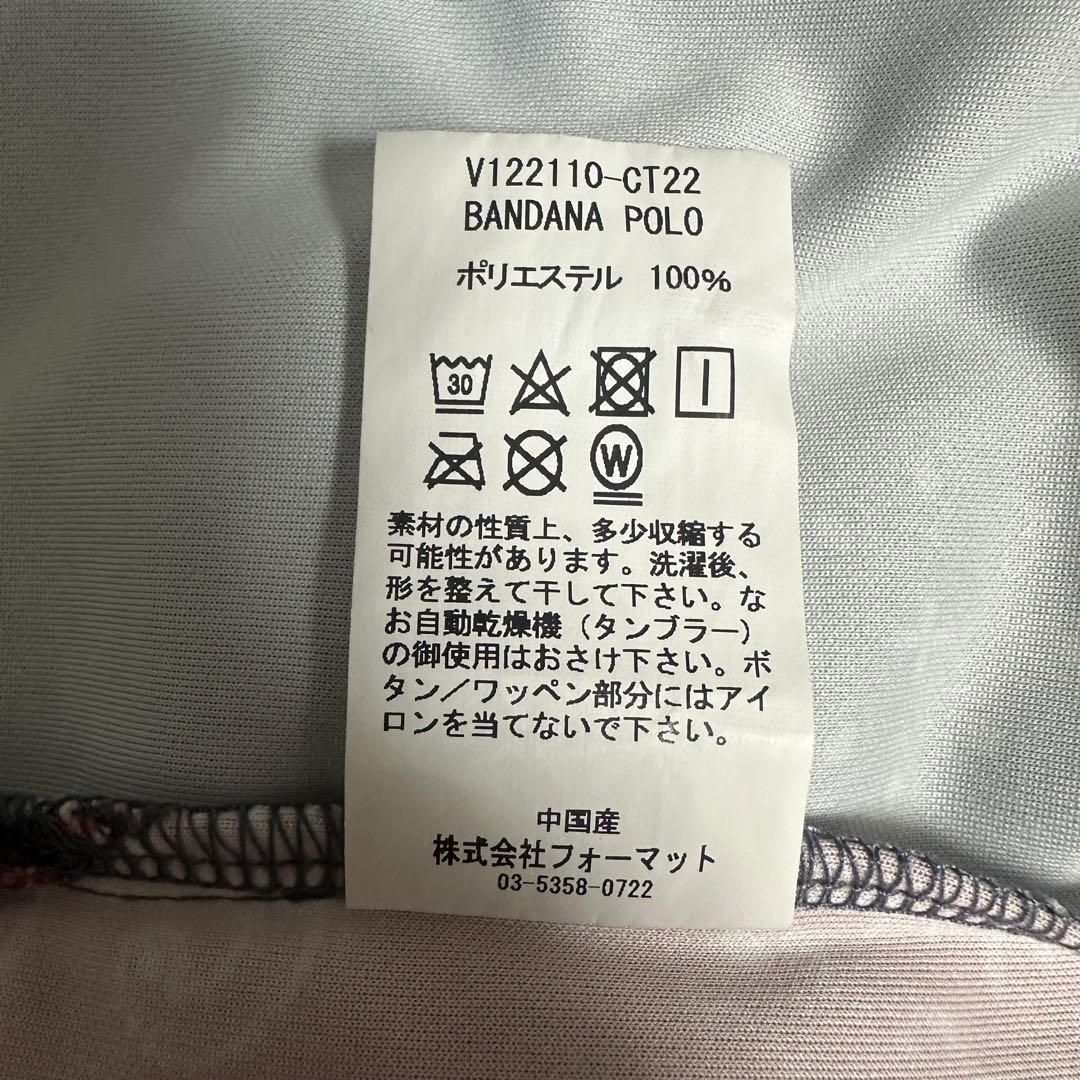 V122110-CT22
BANDANA POLO
ポリエステル 100%
30
W
素材の性質上、多少収縮する
可能性があります。洗濯後、
形を整えて干して下さい。な
お自動乾燥機（タンブラー）
の御使用はおさけ下さい。ボ
タン／ワッペン部分にはアイ
ロンを当てないで下さい。
中国産
株式会社フォーマット
03-5358-0722